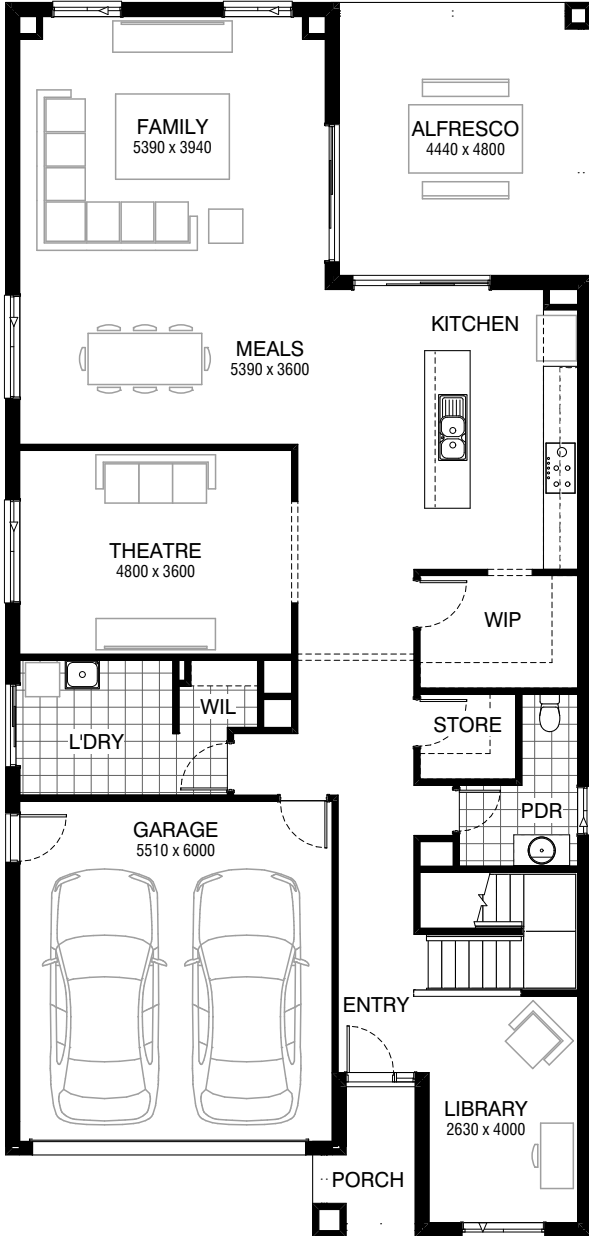 FAMILY
5390 x 3940
ALFRESCO
4440 x 4800
KITCHEN
MEALS
5390 x 3600
THEATRE
4800 x 3600
WIP
WIL
STORE
L'DRY
PDR
GARAGE
5510 x 6000
ENTRY
LIBRARY
2630 x 4000
PORCH